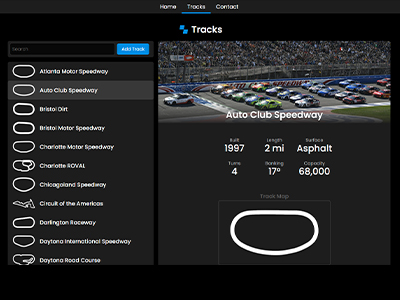 Home Tracks Contact
Tracks
Search
Add Track
Atlanta Motor Speedway
Auto Club Speedway
Bristol Dirt
Bristol Motor Speedway
Charlotte Motor Speedway
Charlotte ROVAL
Chicagoland Speedway
Circuit of the Americas
Darlington Raceway
Daytona International Speedway
Daytona Road Course
Auto Club Speedway
Built Length Surface
1997 2 mi Asphalt
Turns Banking Capacity
4 17º 68,000
Track Map